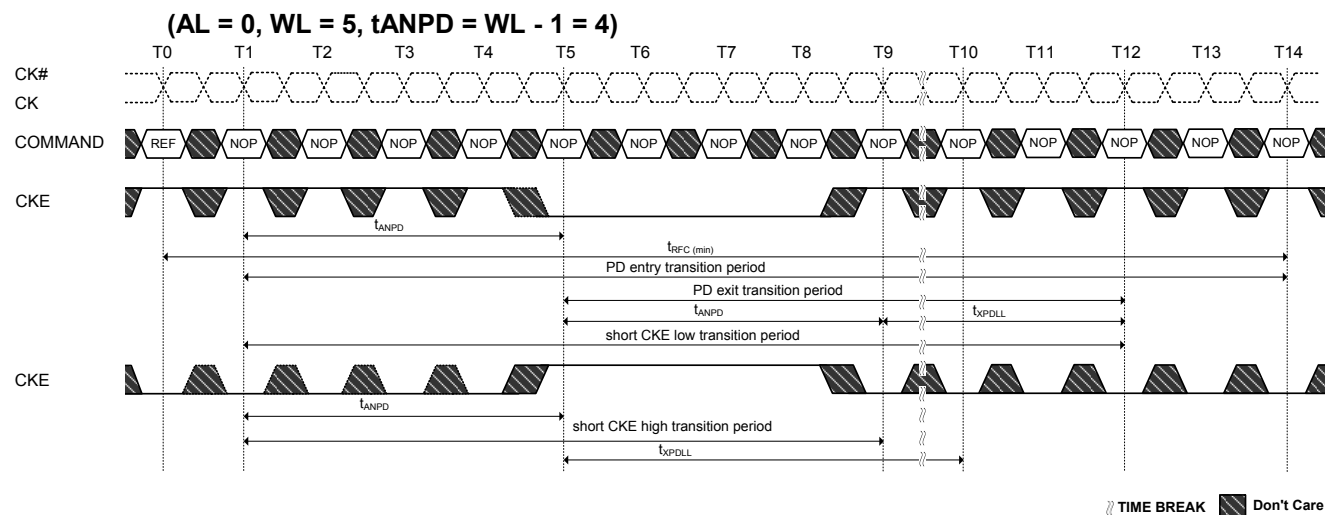 (AL = 0, WL = 5, tANPD = WL - 1 = 4)
T0 T1 T2 T3 T4 T5 T6 T7 T8 T9 T10 T11 T12 T13 T14
CK#
CK
COMMAND REF NOP NOP NOP NOP NOP NOP NOP NOP NOP NOP NOP NOP NOP NOP
CKE
tANPD
tRFC (min)
PD entry transition period
PD exit transition period
tANPD tXPDLL
short CKE low transition period
CKE
tANPD
short CKE high transition period
tXPDLL
TIME BREAK Don't Care